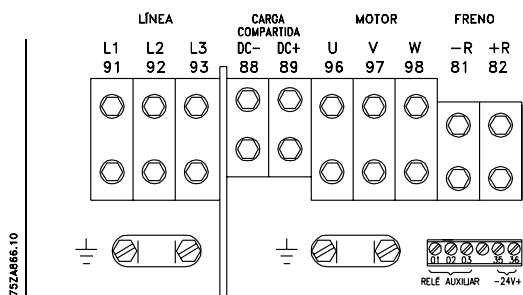 LÍNEA CARGA COMPARTIDA MOTOR FRENO
L1 L2 L3 DC- DC+ U V W -R +R
91 92 93 88 89 96 97 98 81 82
01 02 03 35 36
RELÉ AUXILIAR -24V+
175ZA866.10